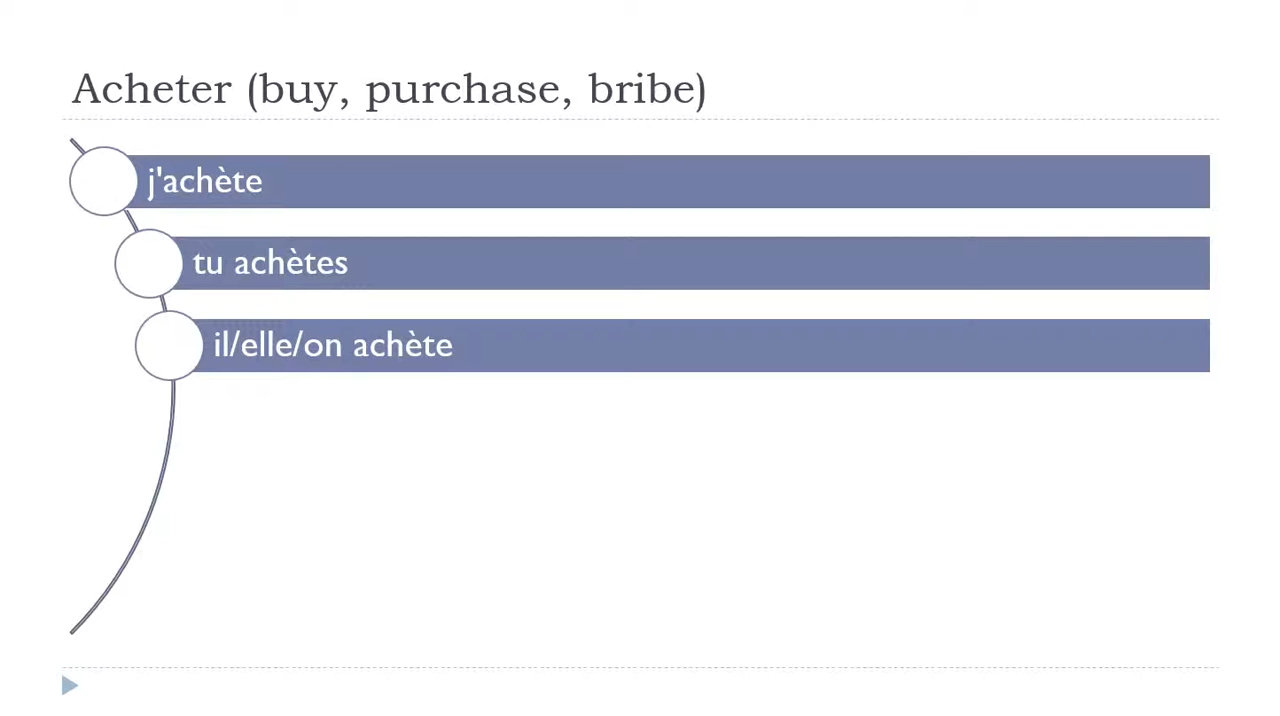 Acheter (buy, purchase, bribe)
j'achète
tu achètes
il/elle/on achète